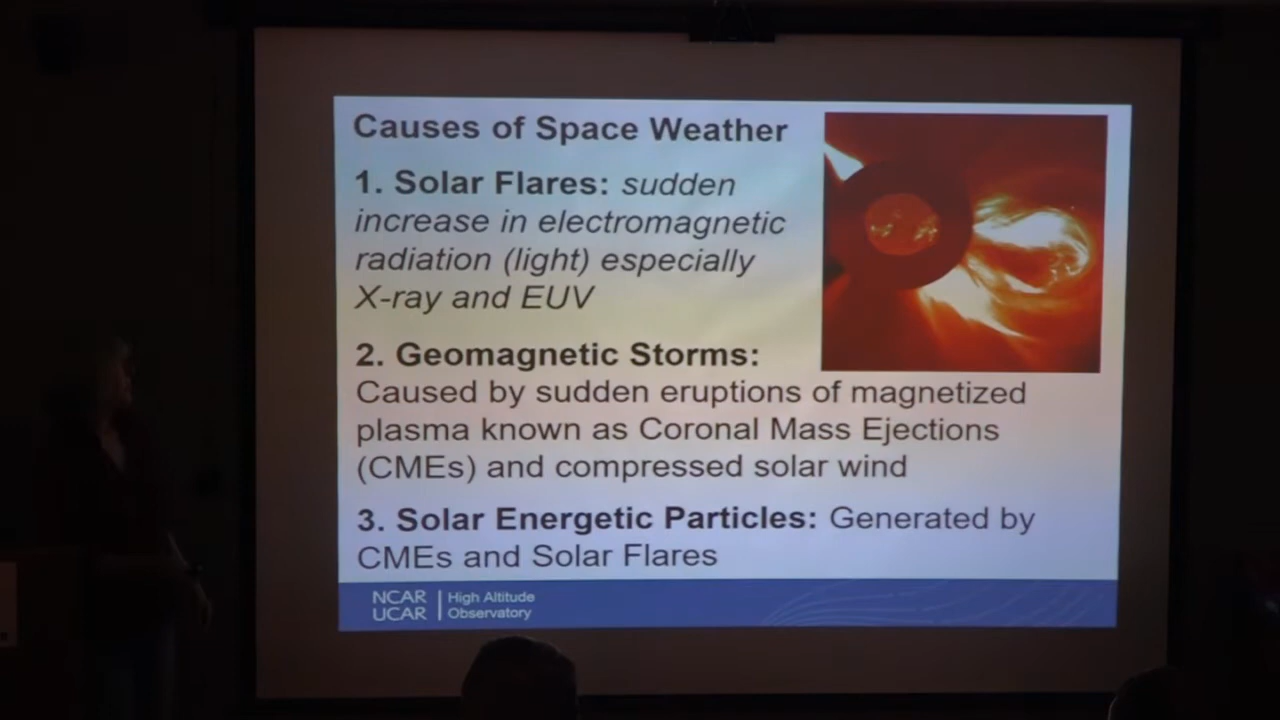 Causes of Space Weather
1. Solar Flares: sudden
increase in electromagnetic
radiation (light) especially
X-ray and EUV
2. Geomagnetic Storms:
Caused by sudden eruptions of magnetized
plasma known as Coronal Mass Ejections
(CMEs) and compressed solar wind
3. Solar Energetic Particles: Generated by
CMEs and Solar Flares
NCAR
UCAR
High Altitude
Observatory